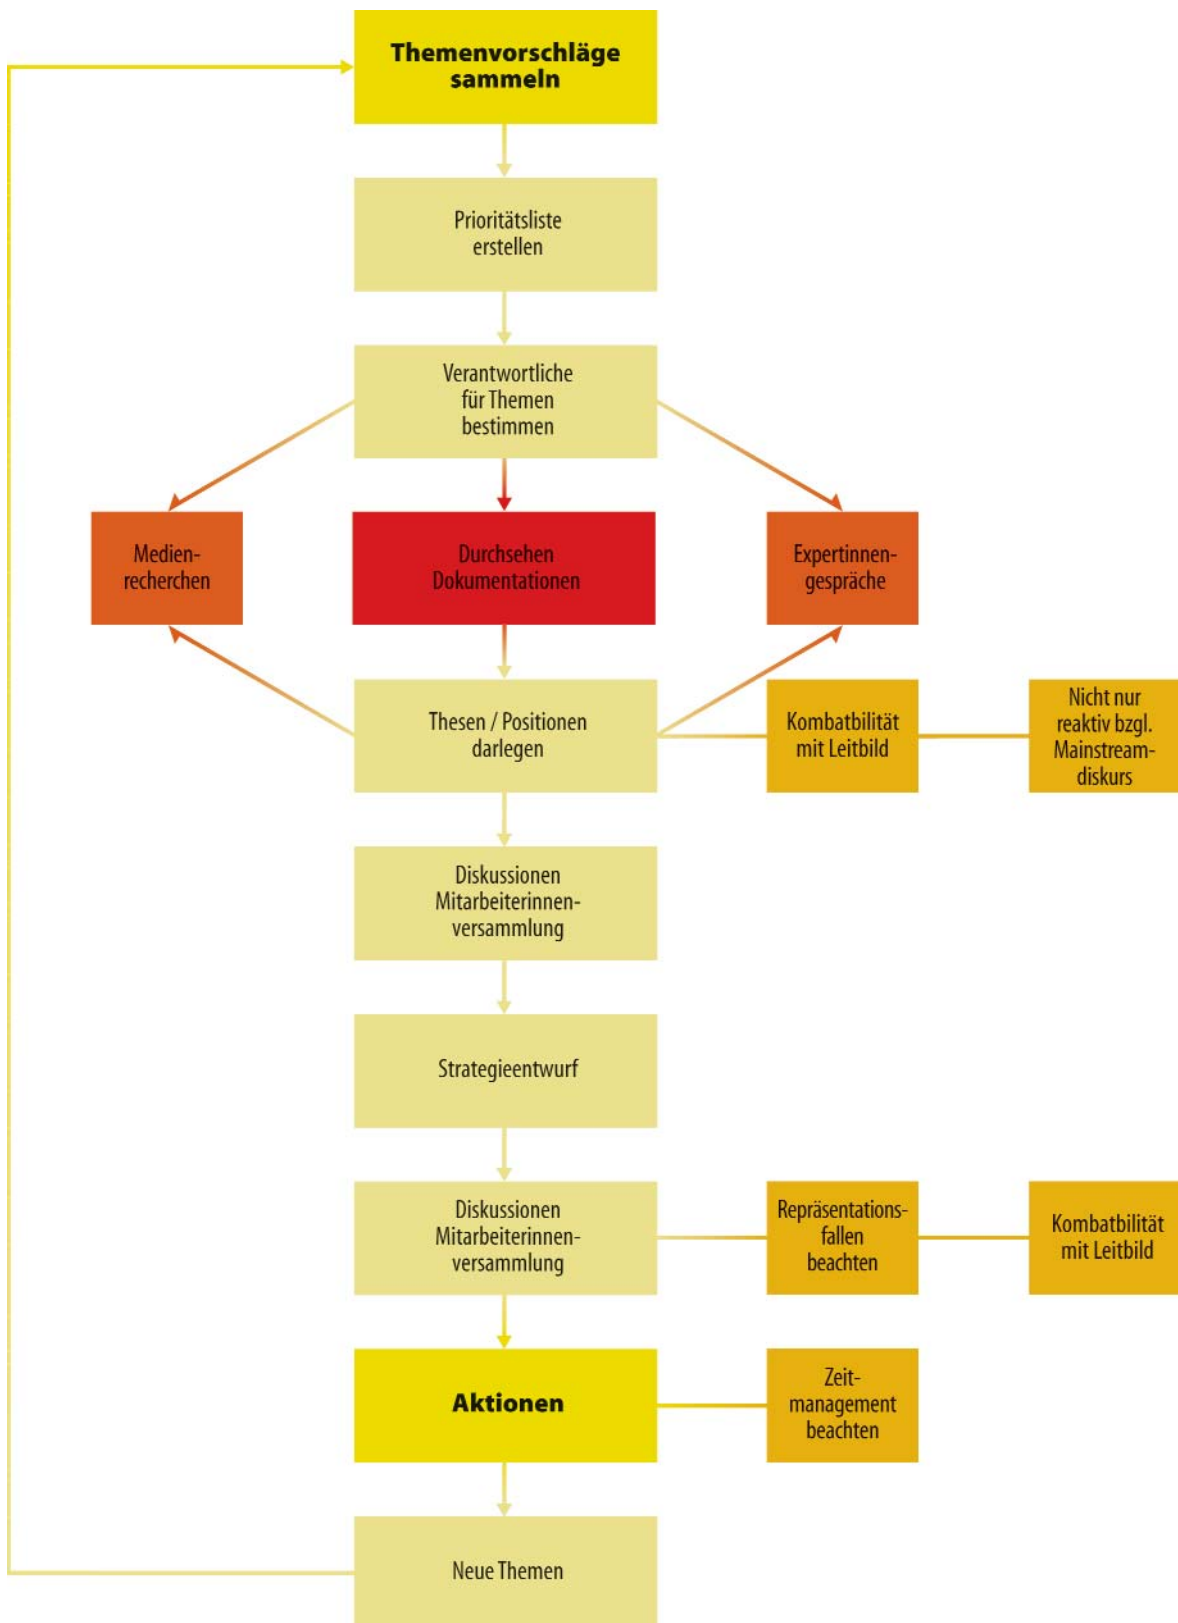 Themenvorschläge
sammeln
Prioritätsliste
erstellen
Verantwortliche
für Themen
bestimmen
Medien-
recherchen
Durchsehen
Dokumentationen
Expertinnen-
gespräche
Thesen / Positionen
darlegen
Kombatbilität
mit Leitbild
Nicht nur
reaktiv bzgl.
Mainstream-
diskurs
Diskussionen
Mitarbeiterinnen-
versammlung
Strategieentwurf
Diskussionen
Mitarbeiterinnen-
versammlung
Repräsentations-
fallen
beachten
Kombatbilität
mit Leitbild
Aktionen
Zeit-
management
beachten
Neue Themen